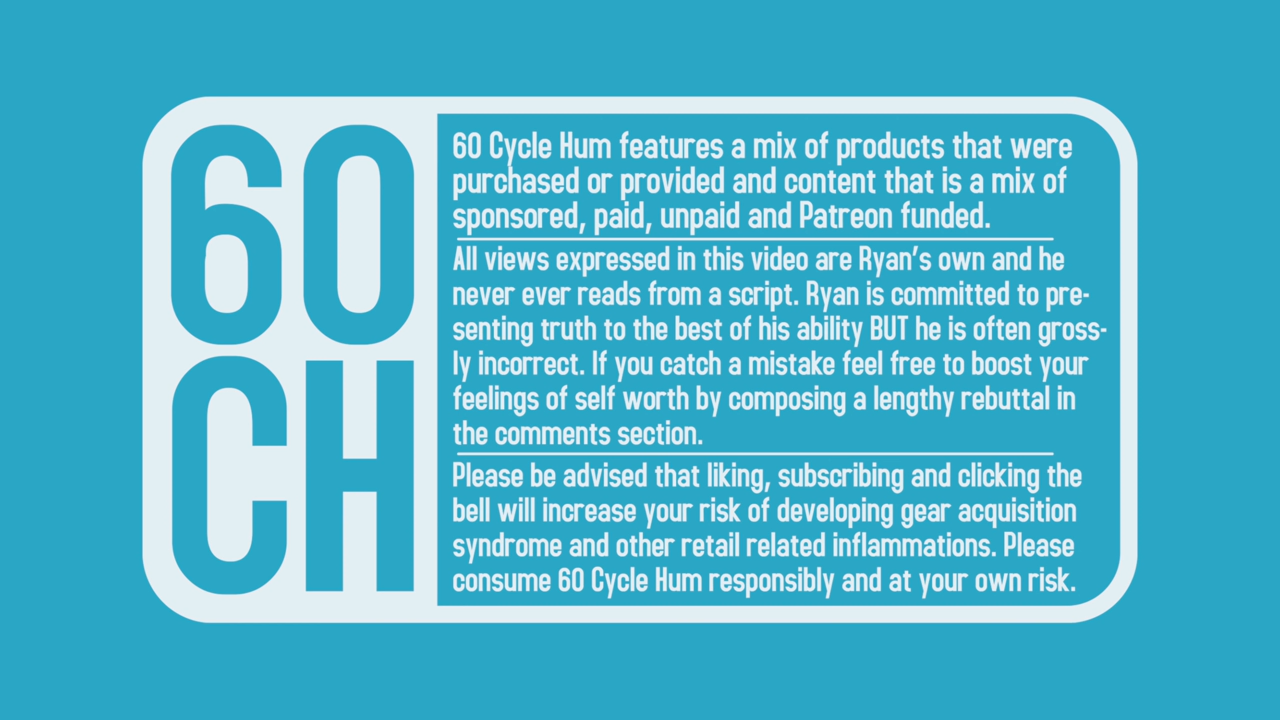 60
CH
60 Cycle Hum features a mix of products that were
purchased or provided and content that is a mix of
sponsored, paid, unpaid and Patreon funded.
All views expressed in this video are Ryan's own and he
never ever reads from a script. Ryan is committed to pre-
senting truth to the best of his ability BUT he is often gross-
ly incorrect. If you catch a mistake feel free to boost your
feelings of self worth by composing a lengthy rebuttal in
the comments section.
Please be advised that liking, subscribing and clicking the
bell will increase your risk of developing gear acquisition
syndrome and other retail related inflammations. Please
consume 60 Cycle Hum responsibly and at your own risk.